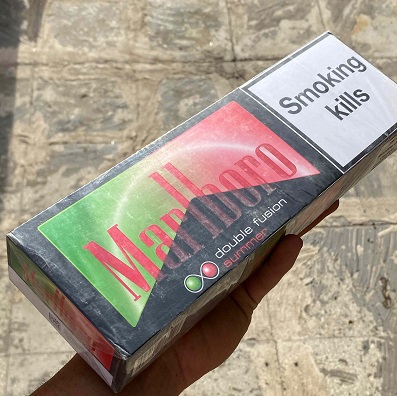 Smoking
kills
Marlboro
double fusion
summer